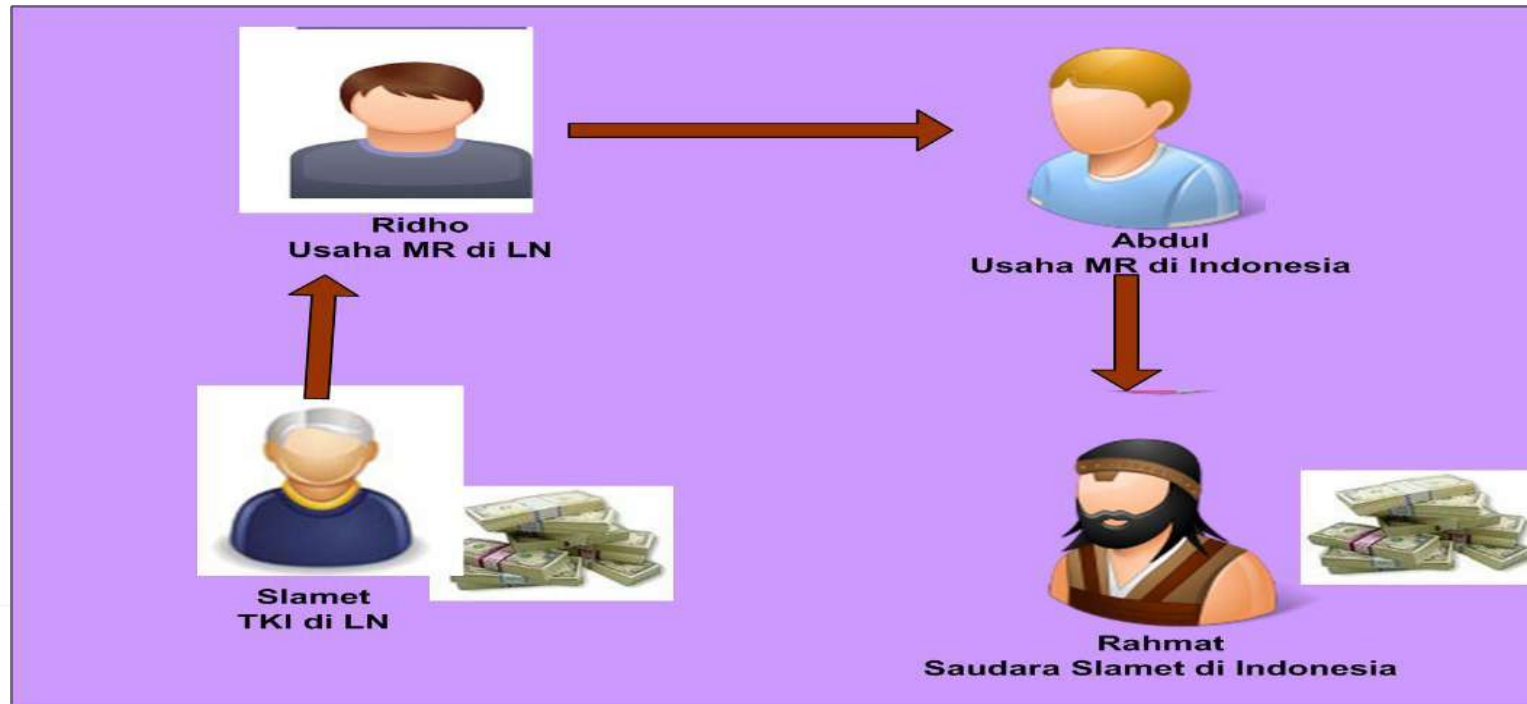 Ridho
Usaha MR di LN
Abdul
Usaha MR di Indonesia
Slamet
TKI di LN
Rahmat
Saudara Slamet di Indonesia